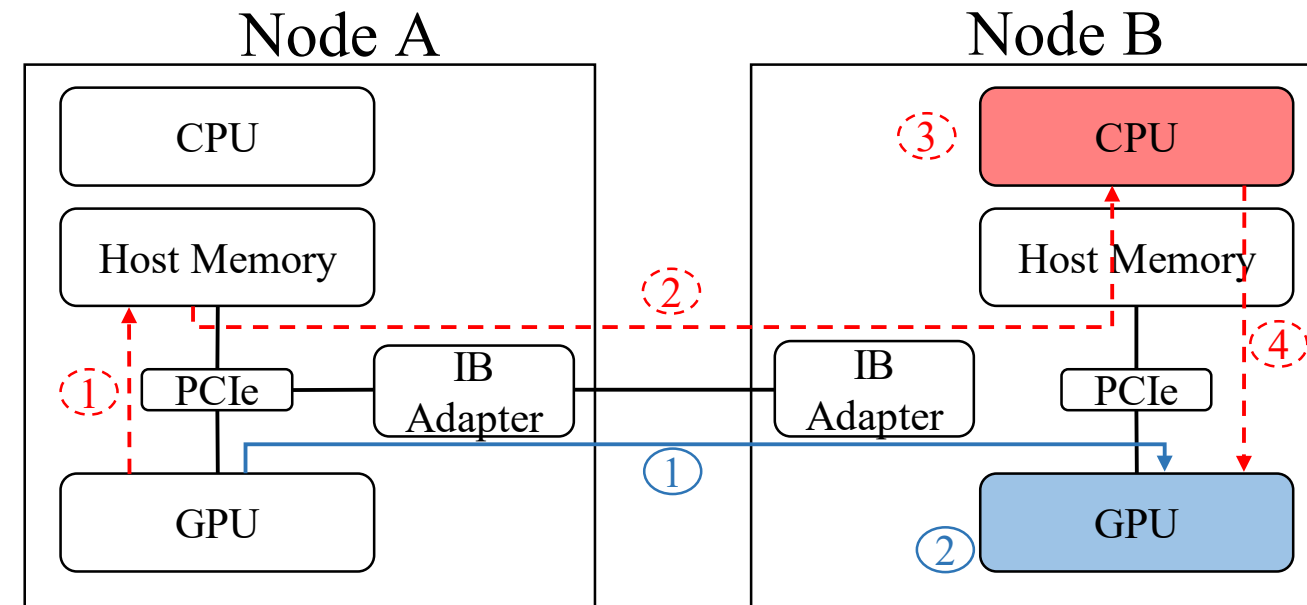 Node A
Node B
CPU
3
CPU
Host Memory
2
Host Memory
1
PCIe
IB
Adapter
IB
Adapter
PCIe
4
1
GPU
2
GPU